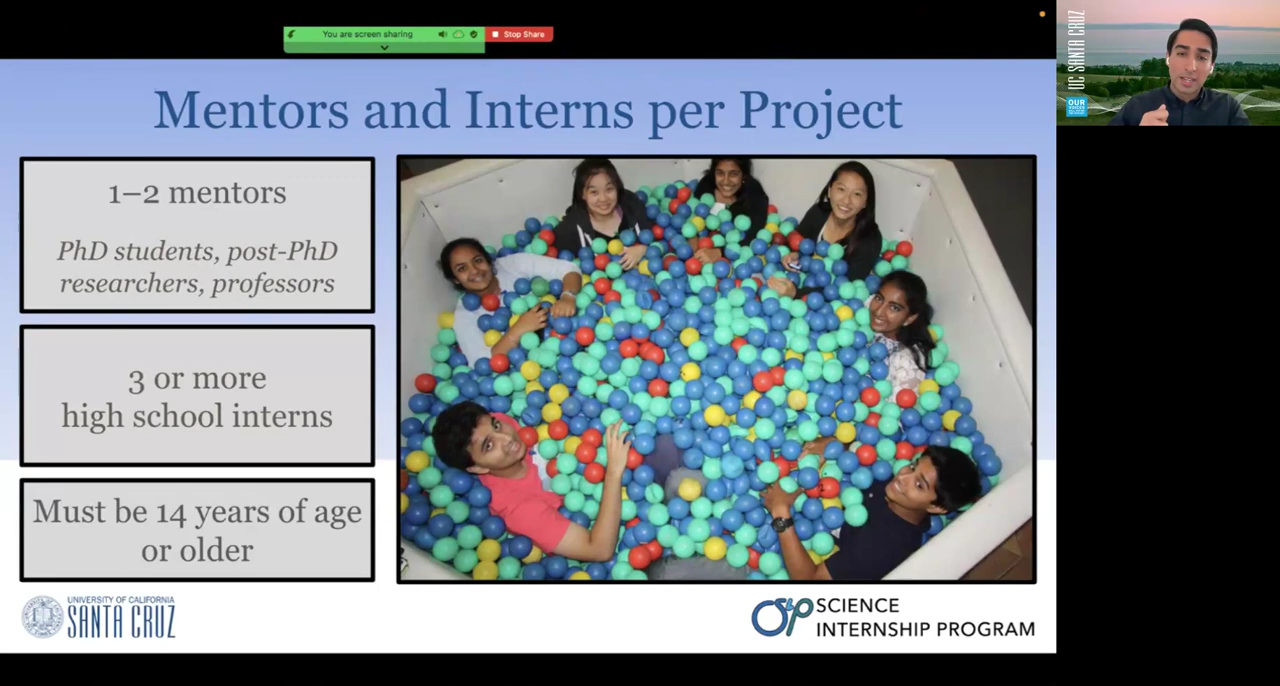 You are screen sharing
Stop Share
UC SANTA CRUZ
OUR
Mentors and Interns per Project
1–2 mentors
PhD students, post-PhD
researchers, professors
3 or more
high school interns
Must be 14 years of age
or older
UNIVERSITY OF CALIFORNIA
SANTA CRUZ
SIP
SCIENCE
INTERNSHIP PROGRAM